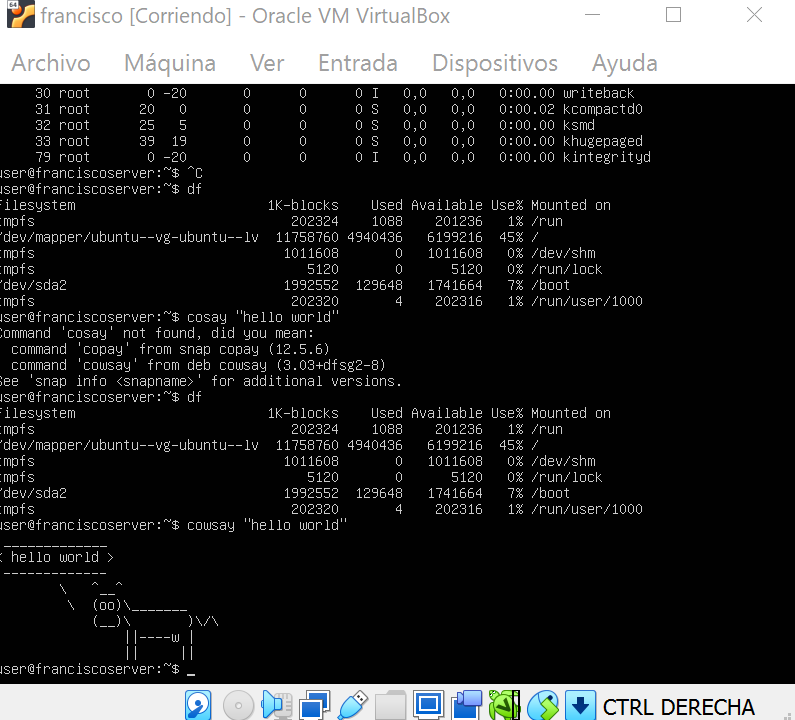 64
francisco [Corriendo] - Oracle VM VirtualBox
Archivo Máquina Ver Entrada Dispositivos Ayuda
30 root 0 -20 0 0 0 I 0,0 0,0 0:00.00 writeback
31 root 20 0 0 0 0 S 0,0 0,0 0:00.02 kcompactd0
32 root 25 5 0 0 0 S 0,0 0,0 0:00.00 ksmd
33 root 39 19 0 0 0 S 0,0 0,0 0:00.00 khugepaged
79 root 0 -20 0 0 0 I 0,0 0,0 0:00.00 kintegrityd
user@franciscoserver:~$ ^C
user@franciscoserver:~$ df
Filesystem 1K-blocks Used Available Use% Mounted on
tmpfs 202324 1088 201236 1% /run
/dev/mapper/ubuntu--vg-ubuntu--lv 11758760 4940436 6199216 45% /
tmpfs 1011608 0 1011608 0% /dev/shm
tmpfs 5120 0 5120 0% /run/lock
/dev/sda2 1992552 129648 1741664 7% /boot
tmpfs 202320 4 202316 1% /run/user/1000
user@franciscoserver:~$ cosay "hello world"
Command 'cosay' not found, did you mean:
command 'copay' from snap copay (12.5.6)
command 'cowsay' from deb cowsay (3.03+dfsg2-8)
See 'snap info <snapname>' for additional versions.
user@franciscoserver:~$ df
Filesystem 1K-blocks Used Available Use% Mounted on
tmpfs 202324 1088 201236 1% /run
/dev/mapper/ubuntu--vg-ubuntu--lv 11758760 4940436 6199216 45% /
tmpfs 1011608 0 1011608 0% /dev/shm
tmpfs 5120 0 5120 0% /run/lock
/dev/sda2 1992552 129648 1741664 7% /boot
tmpfs 202320 4 202316 1% /run/user/1000
user@franciscoserver:~$ cowsay "hello world"
 _____________
< hello world >
 -------------
        \   ^__^
         \  (oo)\_______
            (__)\       )\/\
                ||----w |
                ||     ||
user@franciscoserver:~$ _
CTRL DERECHA